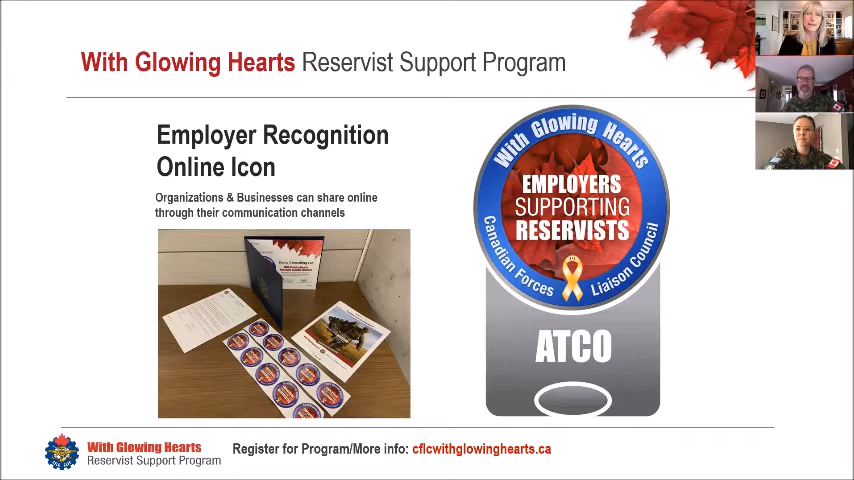 With Glowing Hearts Reservist Support Program
Employer Recognition
Online Icon
Organizations & Businesses can share online
through their communication channels
With Glowing Hearts
EMPLOYERS
SUPPORTING
RESERVISTS
Canadian Forces
Liaison Council
ATCO
With Glowing Hearts
Reservist Support Program
Register for Program/More info: cflcwithglowinghearts.ca